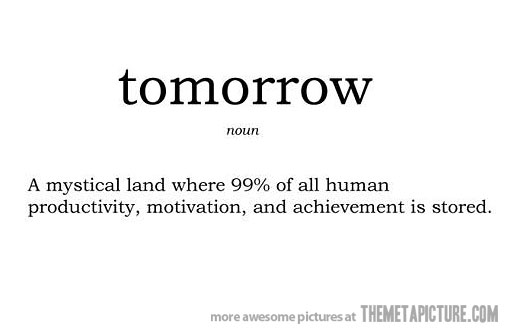 tomorrow
noun
A mystical land where 99% of all human
productivity, motivation, and achievement is stored.
more awesome pictures at THEMETAPICTURE.COM